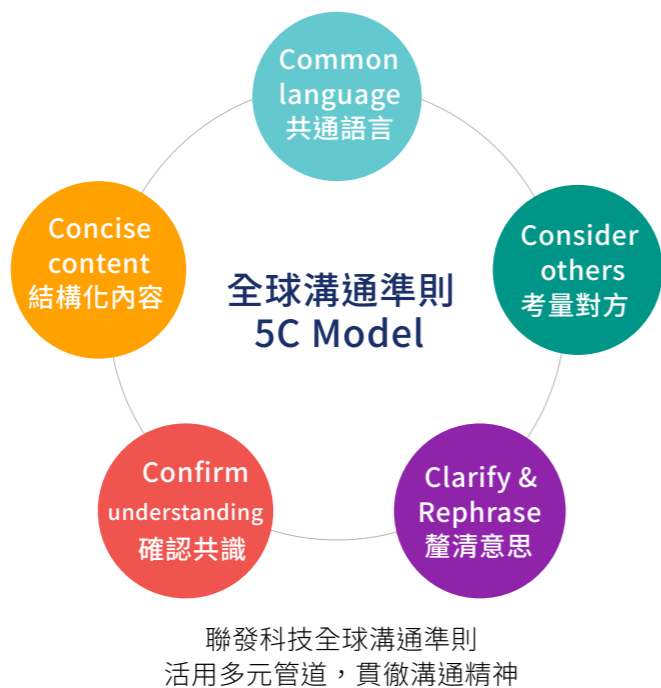 Common
language
共通語言
Consider
others
考量對方
Clarify &
Rephrase
釐清意思
Confirm
understanding
確認共識
Concise
content
結構化內容
全球溝通準則
5C Model
聯發科技全球溝通準則
活用多元管道，貫徹溝通精神